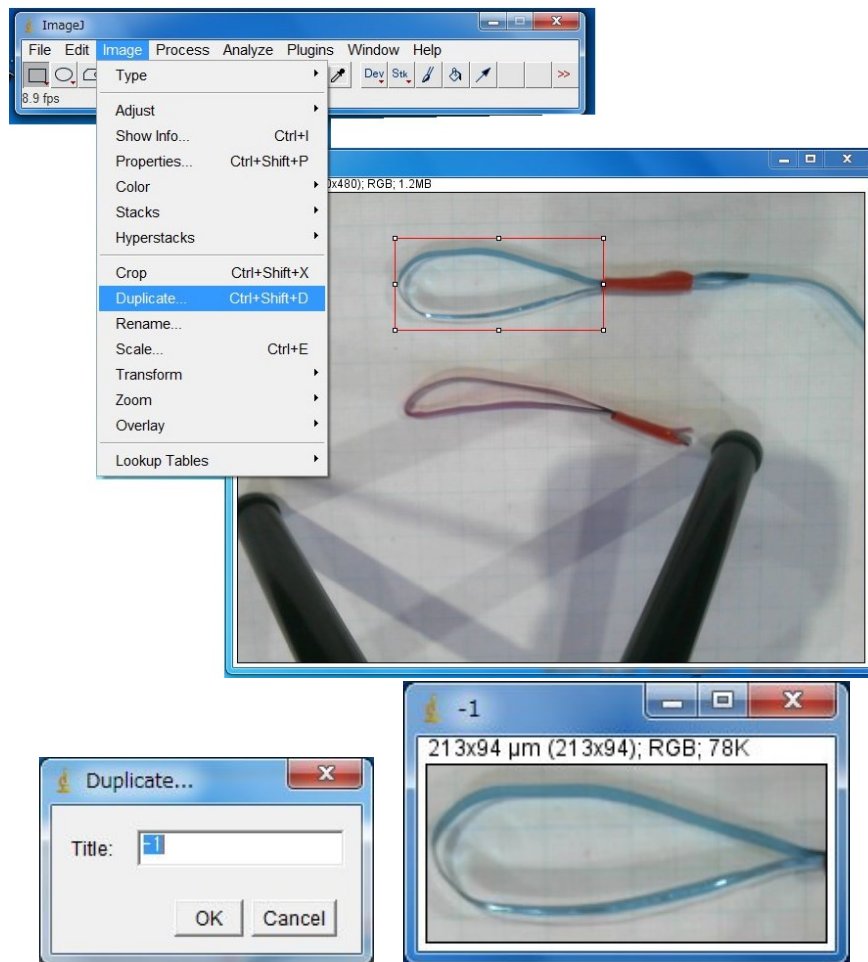 ImageJ
File Edit Image Process Analyze Plugins Window Help
Dev Stk >>
8.9 fps
Type
Adjust
Show Info... Ctrl+I
Properties... Ctrl+Shift+P
Color
Stacks
Hyperstacks
Crop Ctrl+Shift+X
Duplicate... Ctrl+Shift+D
Rename...
Scale... Ctrl+E
Transform
Zoom
Overlay
Lookup Tables
0x480); RGB; 1.2MB
Duplicate...
Title: -1
OK Cancel
-1
213x94 µm (213x94); RGB; 78K